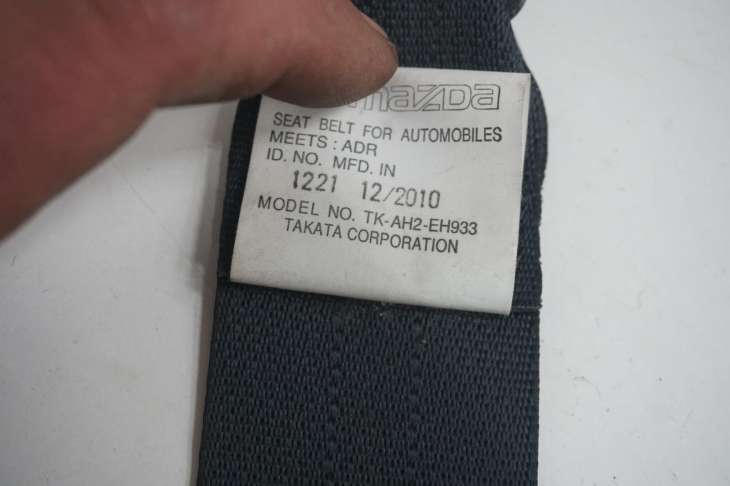 mazda
SEAT BELT FOR AUTOMOBILES
MEETS : ADR
ID. NO. MFD. IN
1221 12/2010
MODEL NO. TK-AH2-EH933
TAKATA CORPORATION